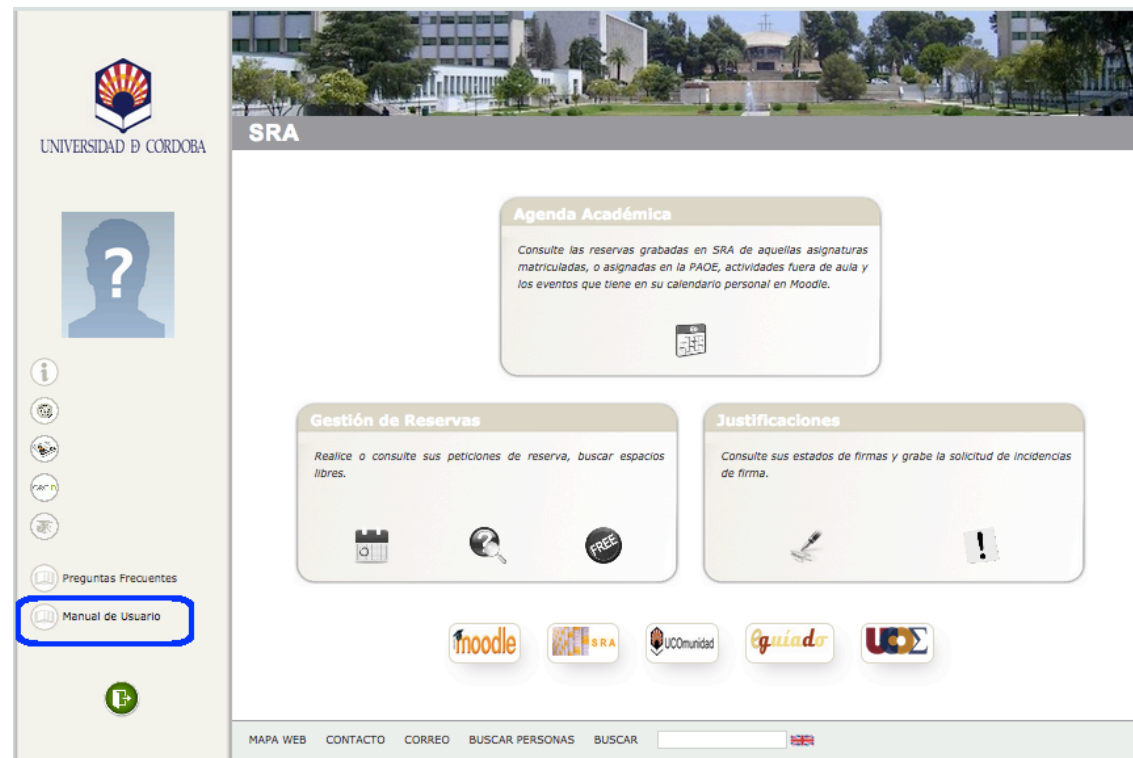 UNIVERSIDAD Ð CORDOBA
?
Preguntas Frecuentes
Manual de Usuario
SRA
Agenda Académica
Consulte las reservas grabadas en SRA de aquellas asignaturas
matriculadas, o asignadas en la PAOE, actividades fuera de aula y
los eventos que tiene en su calendario personal en Moodle.
Gestión de Reservas
Realice o consulte sus peticiones de reserva, buscar espacios
libres.
FREE
Justificaciones
Consulte sus estados de firmas y grabe la solicitud de incidencias
de firma.
!
moodle
SRA
UCOmunidad
eguíado
MAPA WEB CONTACTO CORREO BUSCAR PERSONAS BUSCAR